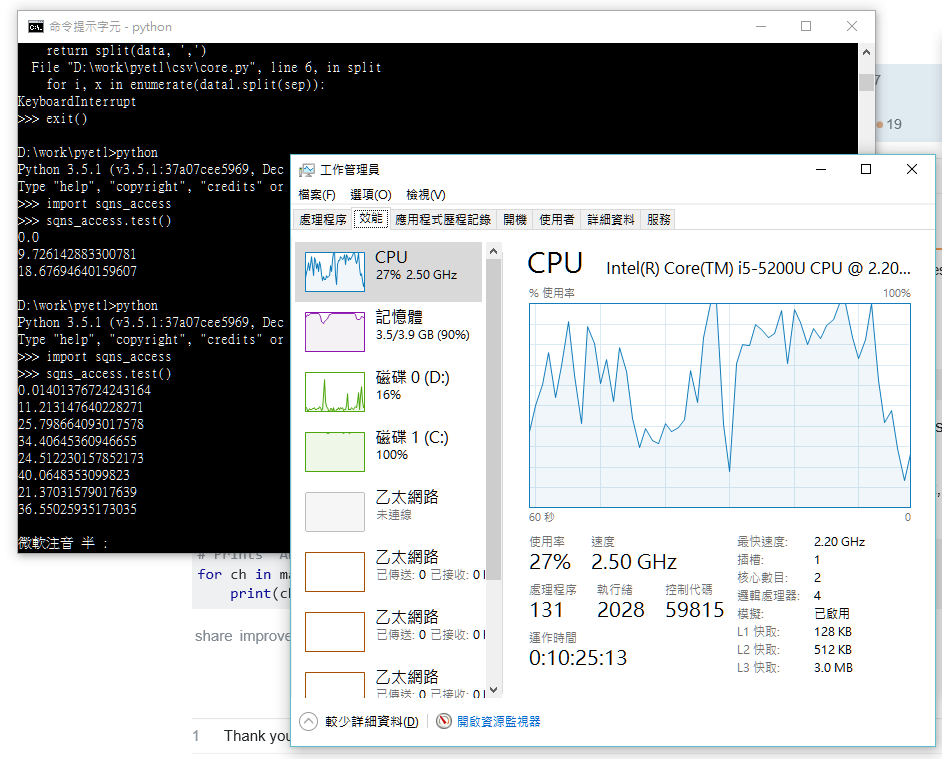 命令提示字元 - python
return split(data, ',')
File "D:\work\pyetl\csv\core.py", line 6, in split
for i, x in enumerate(data1.split(sep)):
KeyboardInterrupt
>>> exit()
D:\work\pyetl>python
Python 3.5.1 (v3.5.1:37a07cee5969, Dec
Type "help", "copyright", "credits" or
>>> import sqns_access
>>> sqns_access.test()
0.0
9.726142883300781
18.67694640159607
D:\work\pyetl>python
Python 3.5.1 (v3.5.1:37a07cee5969, Dec
Type "help", "copyright", "credits" or
>>> import sqns_access
>>> sqns_access.test()
0.01401376724243164
11.213147640228271
25.798664093017578
34.40645360946655
24.512230157852173
40.0648353099823
21.37031579017639
36.55025935173035
微軟注音 半 :
7
19
for ch in ma
print(ch
share improve
1 Thank you
工作管理員
檔案(F) 選項(O) 檢視(V)
處理程序 效能 應用程式歷程記錄 開機 使用者 詳細資料 服務
CPU
27% 2.50 GHz
記憶體
3.5/3.9 GB (90%)
磁碟 0 (D:)
16%
磁碟 1 (C:)
100%
乙太網路
未連線
乙太網路
已傳送: 0 已接收: 0
乙太網路
已傳送: 0 已接收: 0
乙太網路
已傳送: 0 已接收: 0
CPU Intel(R) Core(TM) i5-5200U CPU @ 2.20...
% 使用率 100%
60 秒 0
使用率 速度
27% 2.50 GHz
處理程序 執行緒 控制代碼
131 2028 59815
運作時間
0:10:25:13
最快速度: 2.20 GHz
插槽: 1
核心數目: 2
邏輯處理器: 4
模擬: 已啟用
L1 快取: 128 KB
L2 快取: 512 KB
L3 快取: 3.0 MB
較少詳細資料(D) 開啟資源監視器